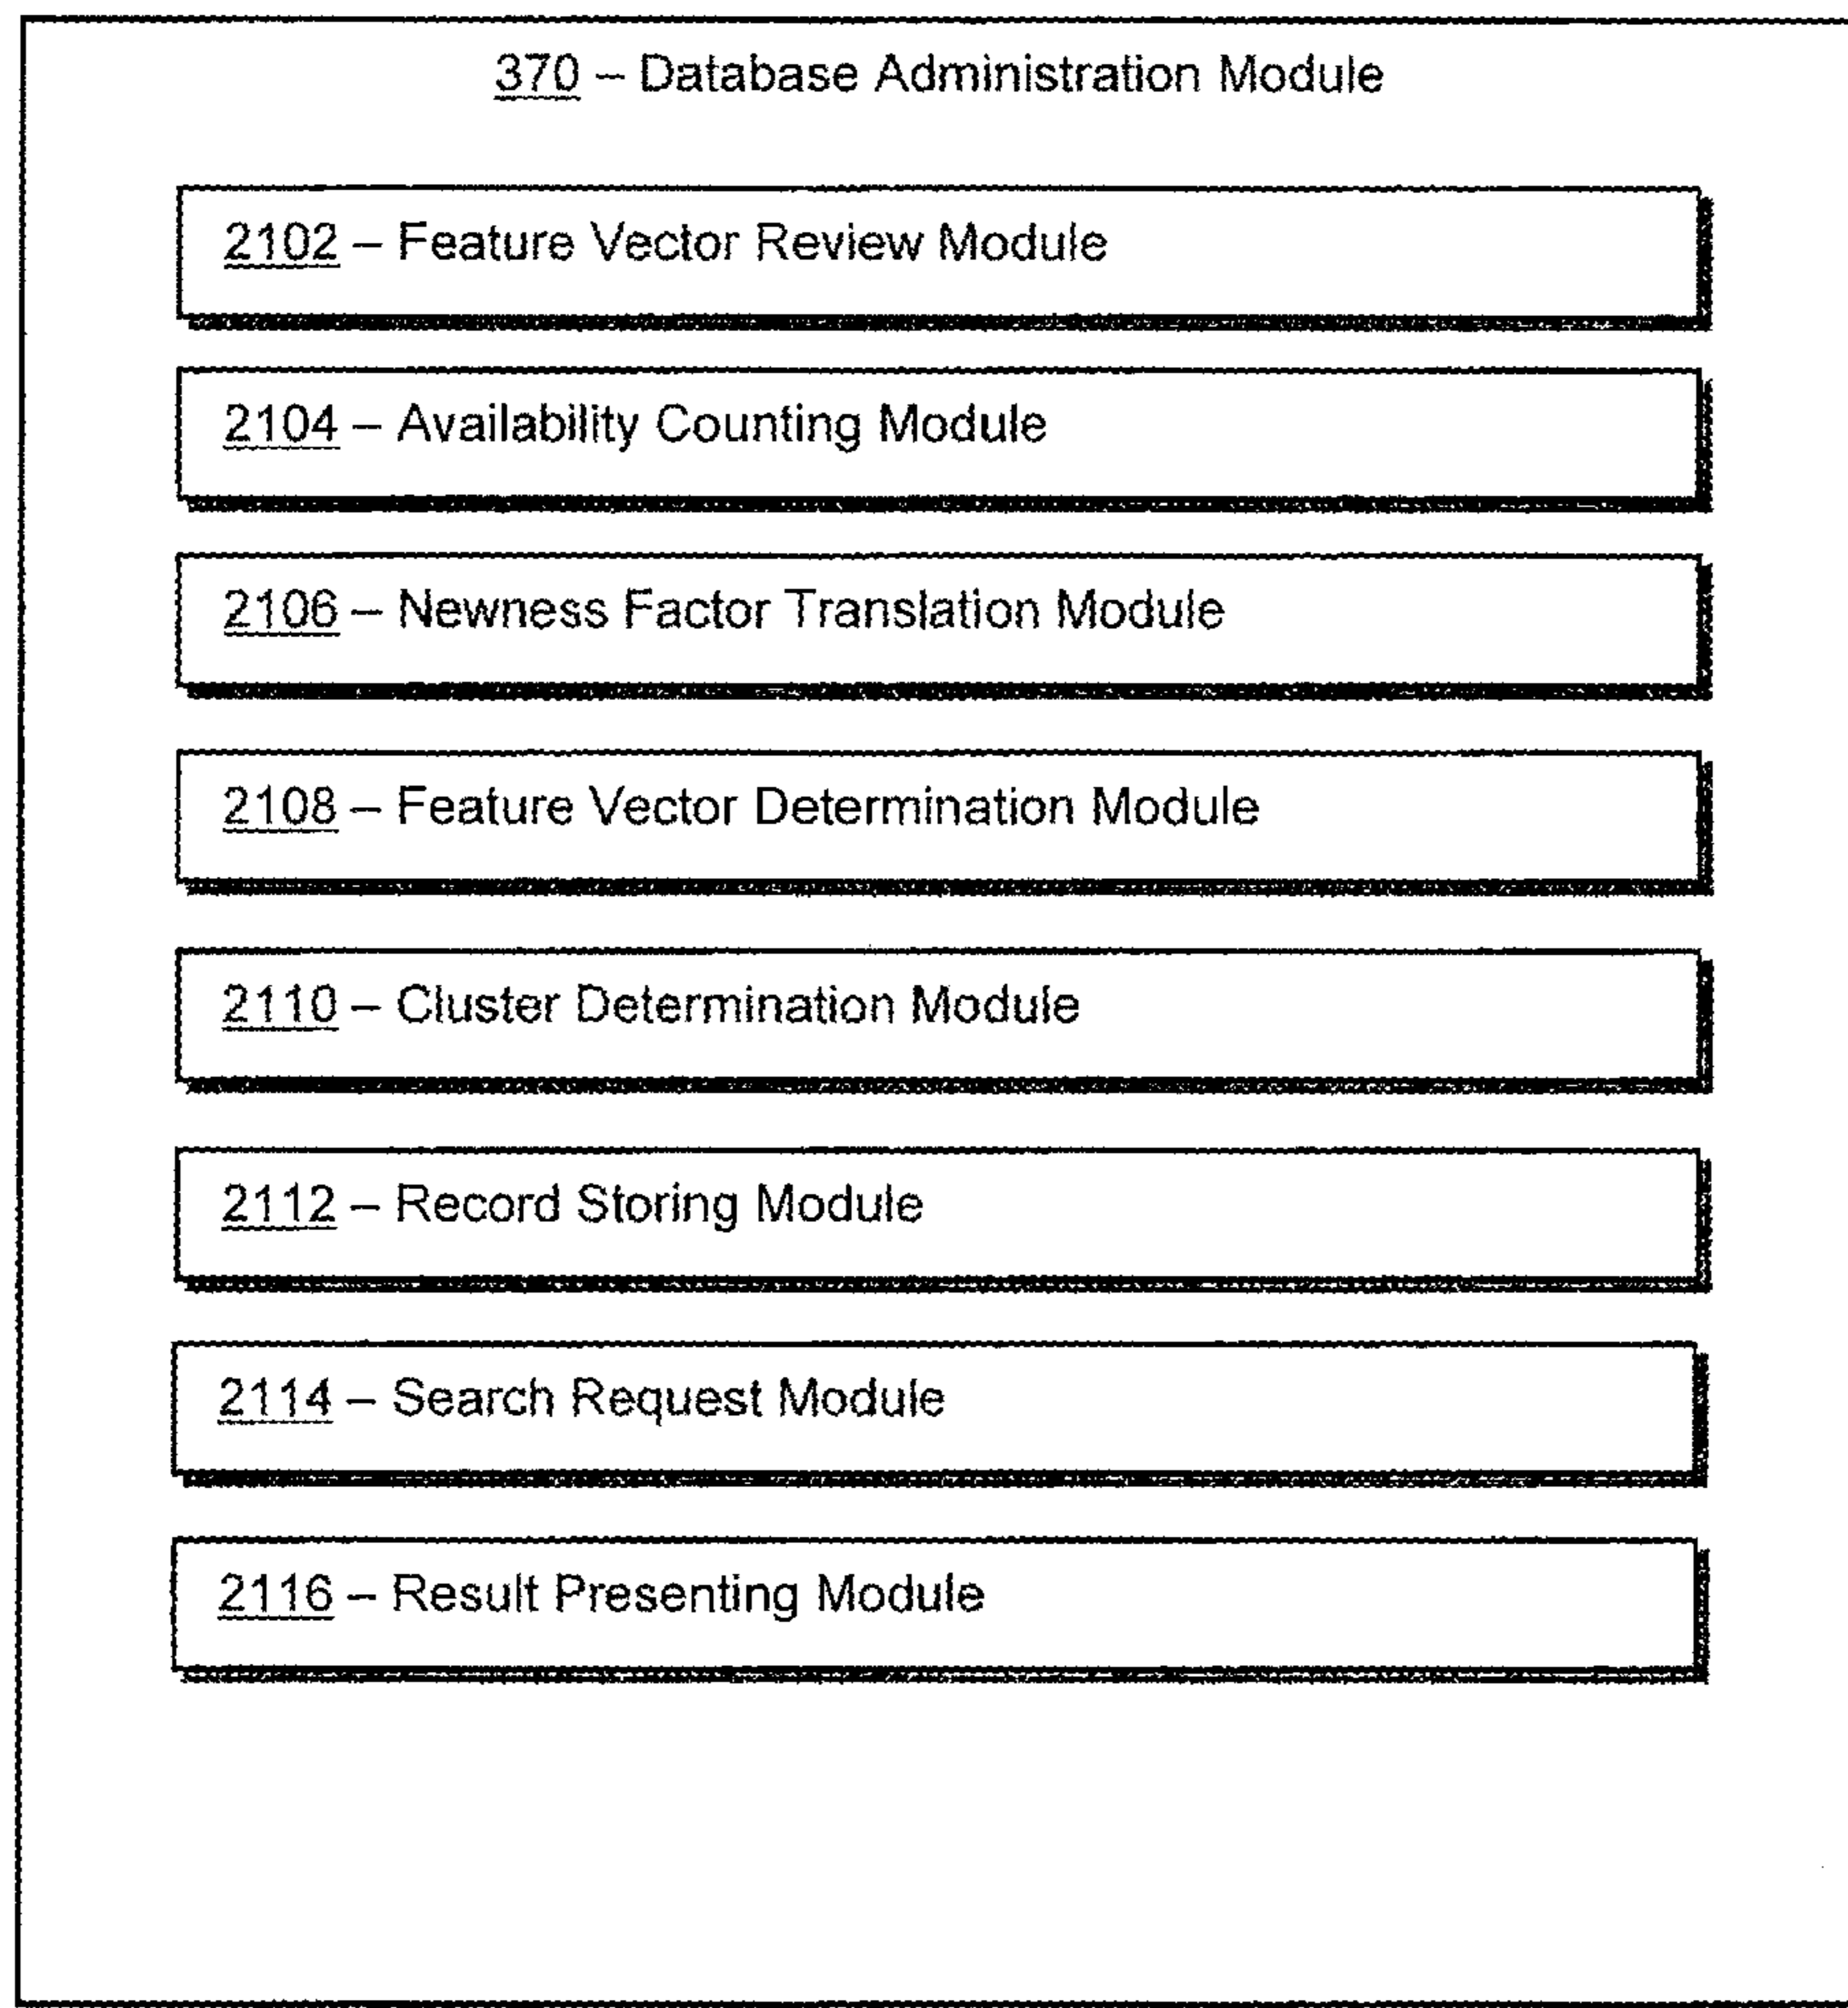 370 – Database Administration Module
2102 – Feature Vector Review Module
2104 – Availability Counting Module
2106 – Newness Factor Translation Module
2108 – Feature Vector Determination Module
2110 – Cluster Determination Module
2112 – Record Storing Module
2114 – Search Request Module
2116 – Result Presenting Module